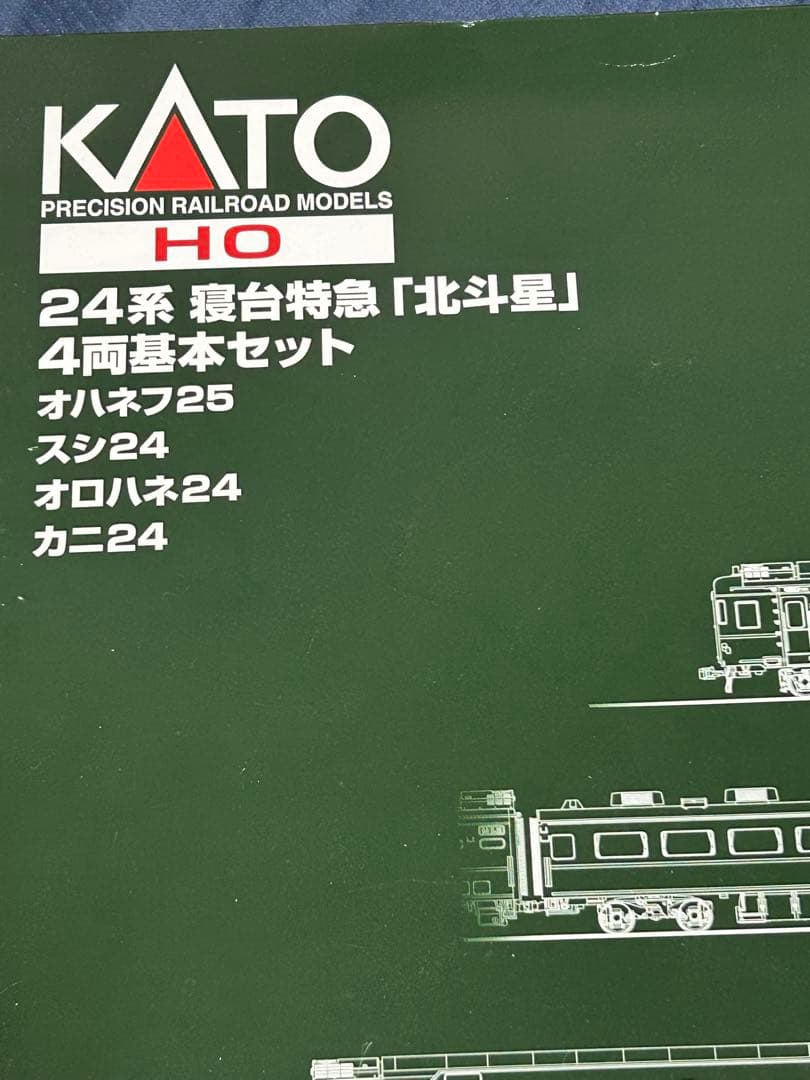 KATO
PRECISION RAILROAD MODELS
HO
24系 寝台特急「北斗星」
4両基本セット
オハネフ25
スシ24
オロハネ24
カニ24